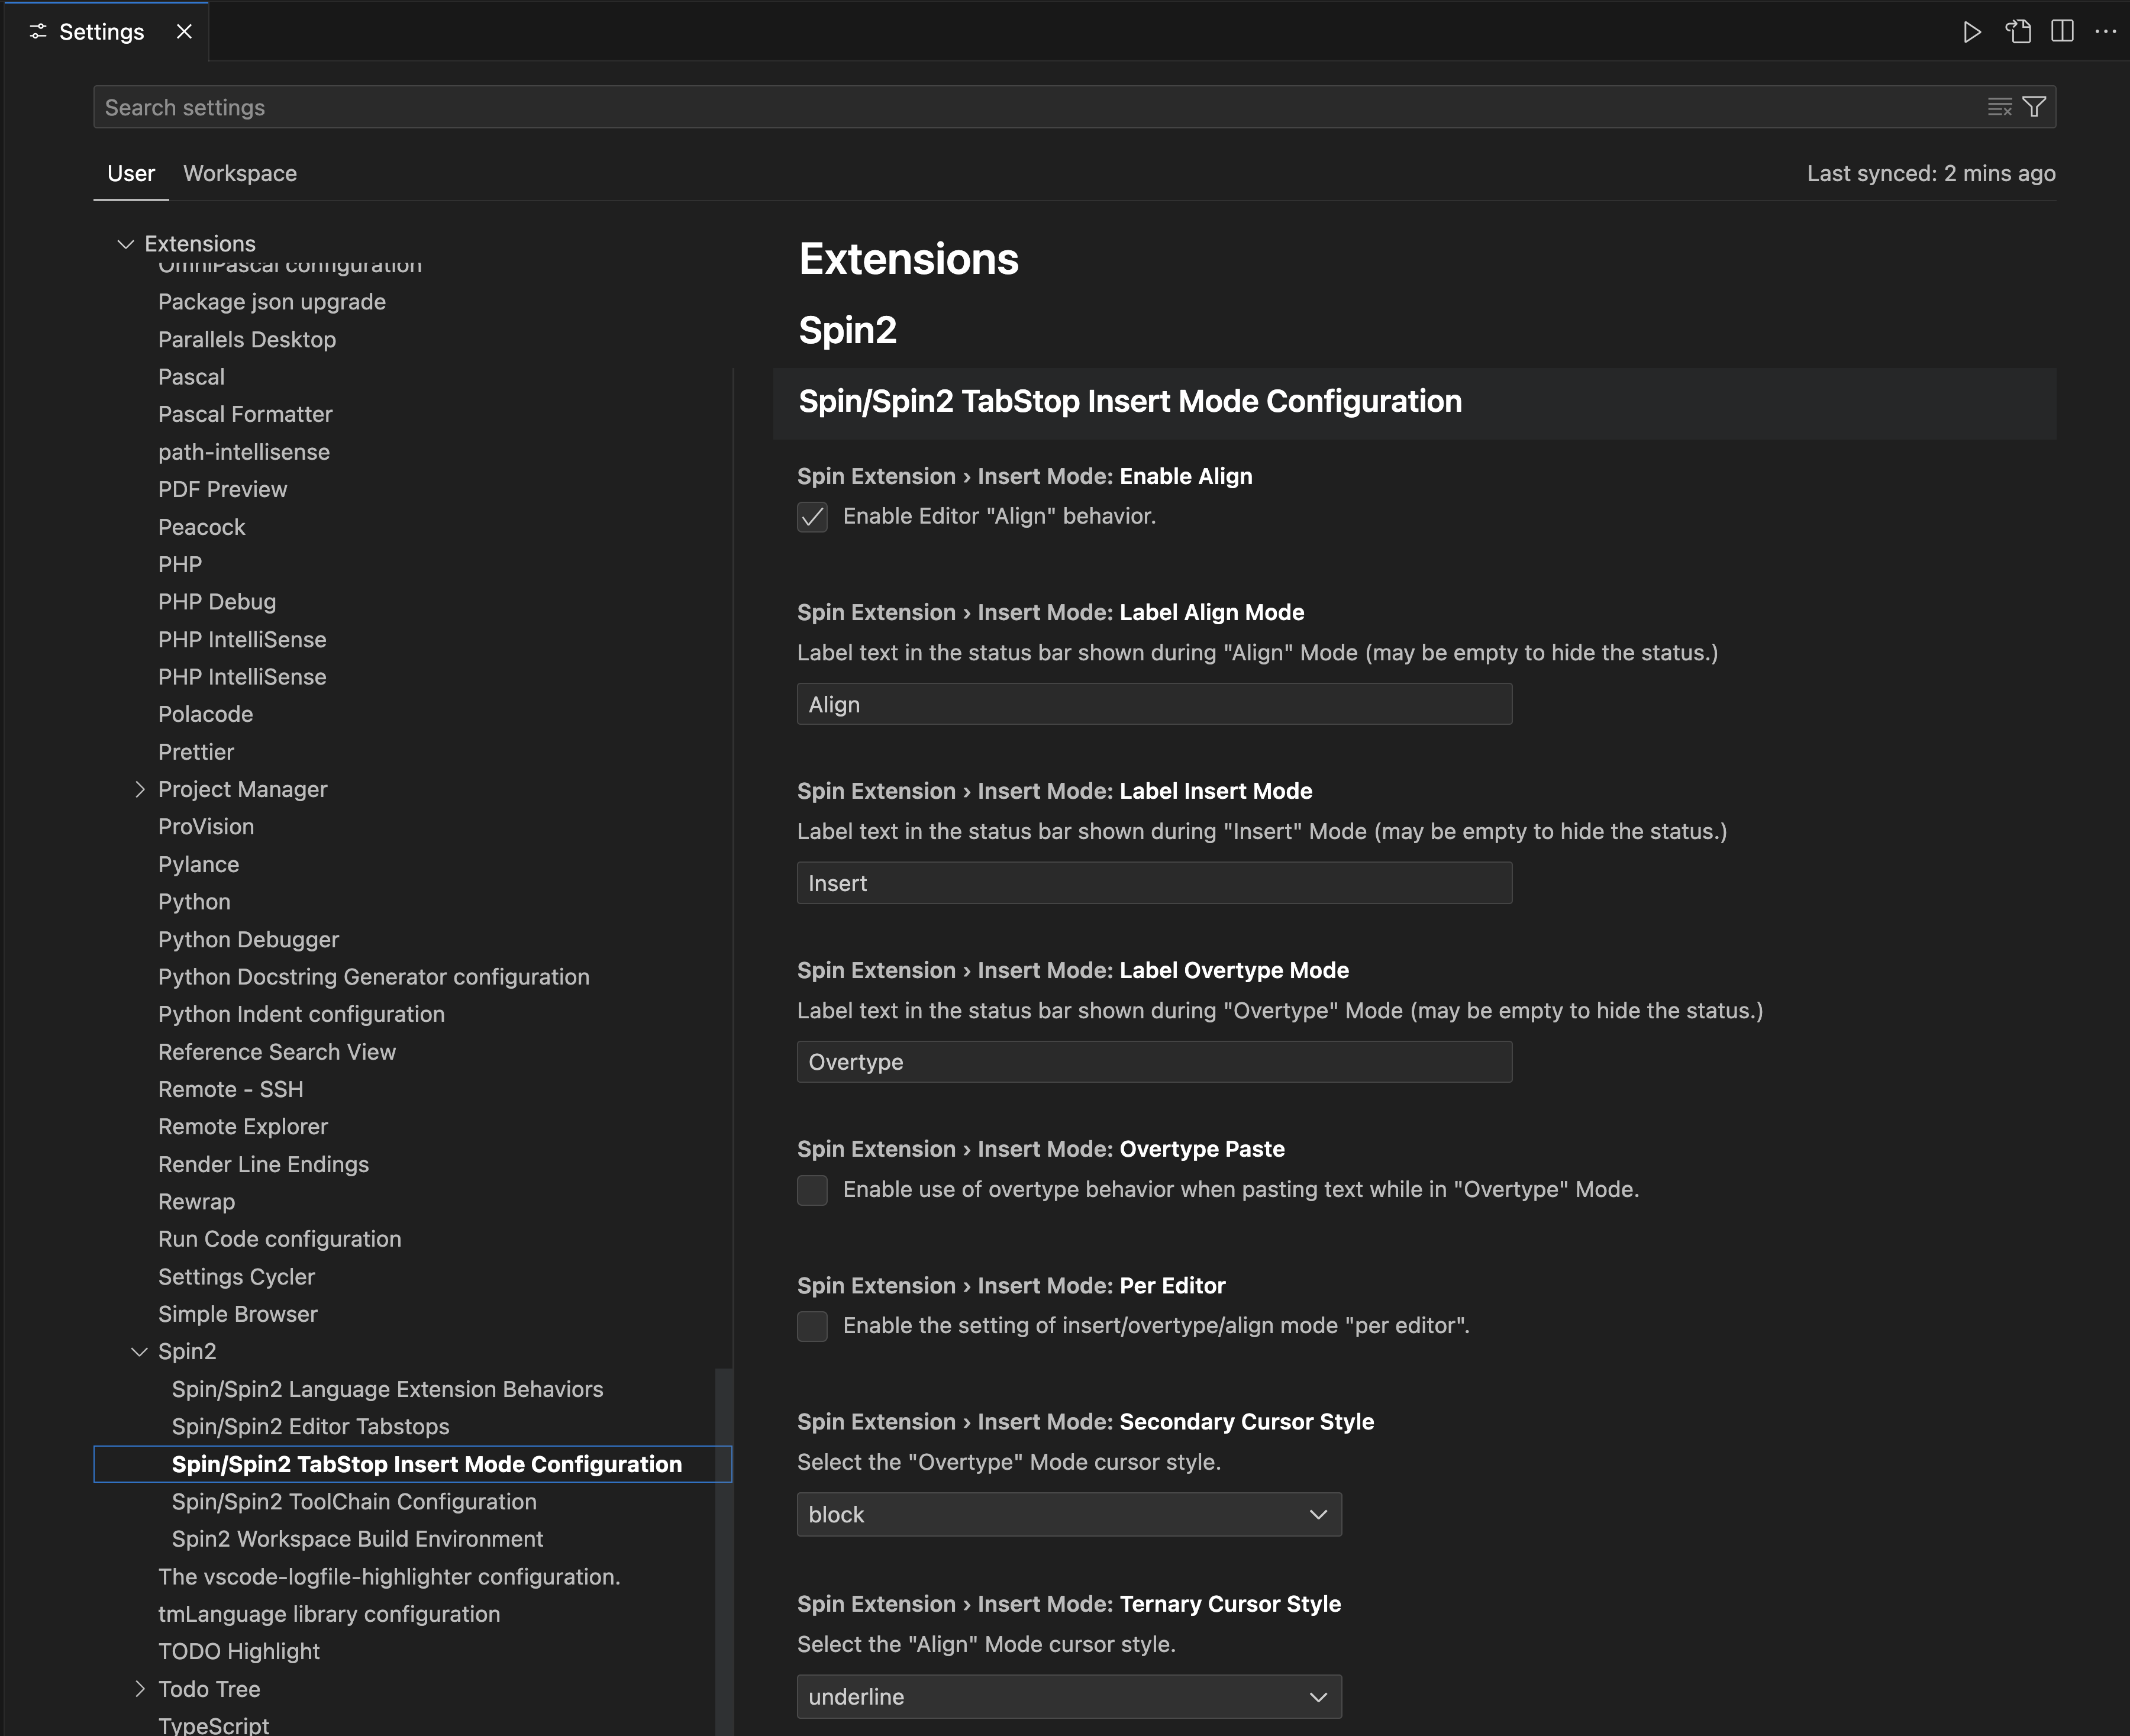 Settings
Search settings
User
Workspace
Last synced: 2 mins ago
Extensions
OmniPascal configuration
Package json upgrade
Parallels Desktop
Pascal
Pascal Formatter
path-intellisense
PDF Preview
Peacock
PHP
PHP Debug
PHP IntelliSense
PHP IntelliSense
Polacode
Prettier
Project Manager
ProVision
Pylance
Python
Python Debugger
Python Docstring Generator configuration
Python Indent configuration
Reference Search View
Remote - SSH
Remote Explorer
Render Line Endings
Rewrap
Run Code configuration
Settings Cycler
Simple Browser
Spin2
Spin/Spin2 Language Extension Behaviors
Spin/Spin2 Editor Tabstops
Spin/Spin2 TabStop Insert Mode Configuration
Spin/Spin2 ToolChain Configuration
Spin2 Workspace Build Environment
The vscode-logfile-highlighter configuration.
tmLanguage library configuration
TODO Highlight
Todo Tree
TypeScript
Extensions
Spin2
Spin/Spin2 TabStop Insert Mode Configuration
Spin Extension › Insert Mode: Enable Align
Enable Editor "Align" behavior.
Spin Extension › Insert Mode: Label Align Mode
Label text in the status bar shown during "Align" Mode (may be empty to hide the status.)
Align
Spin Extension › Insert Mode: Label Insert Mode
Label text in the status bar shown during "Insert" Mode (may be empty to hide the status.)
Insert
Spin Extension › Insert Mode: Label Overtype Mode
Label text in the status bar shown during "Overtype" Mode (may be empty to hide the status.)
Overtype
Spin Extension › Insert Mode: Overtype Paste
Enable use of overtype behavior when pasting text while in "Overtype" Mode.
Spin Extension › Insert Mode: Per Editor
Enable the setting of insert/overtype/align mode "per editor".
Spin Extension › Insert Mode: Secondary Cursor Style
Select the "Overtype" Mode cursor style.
block
Spin Extension › Insert Mode: Ternary Cursor Style
Select the "Align" Mode cursor style.
underline